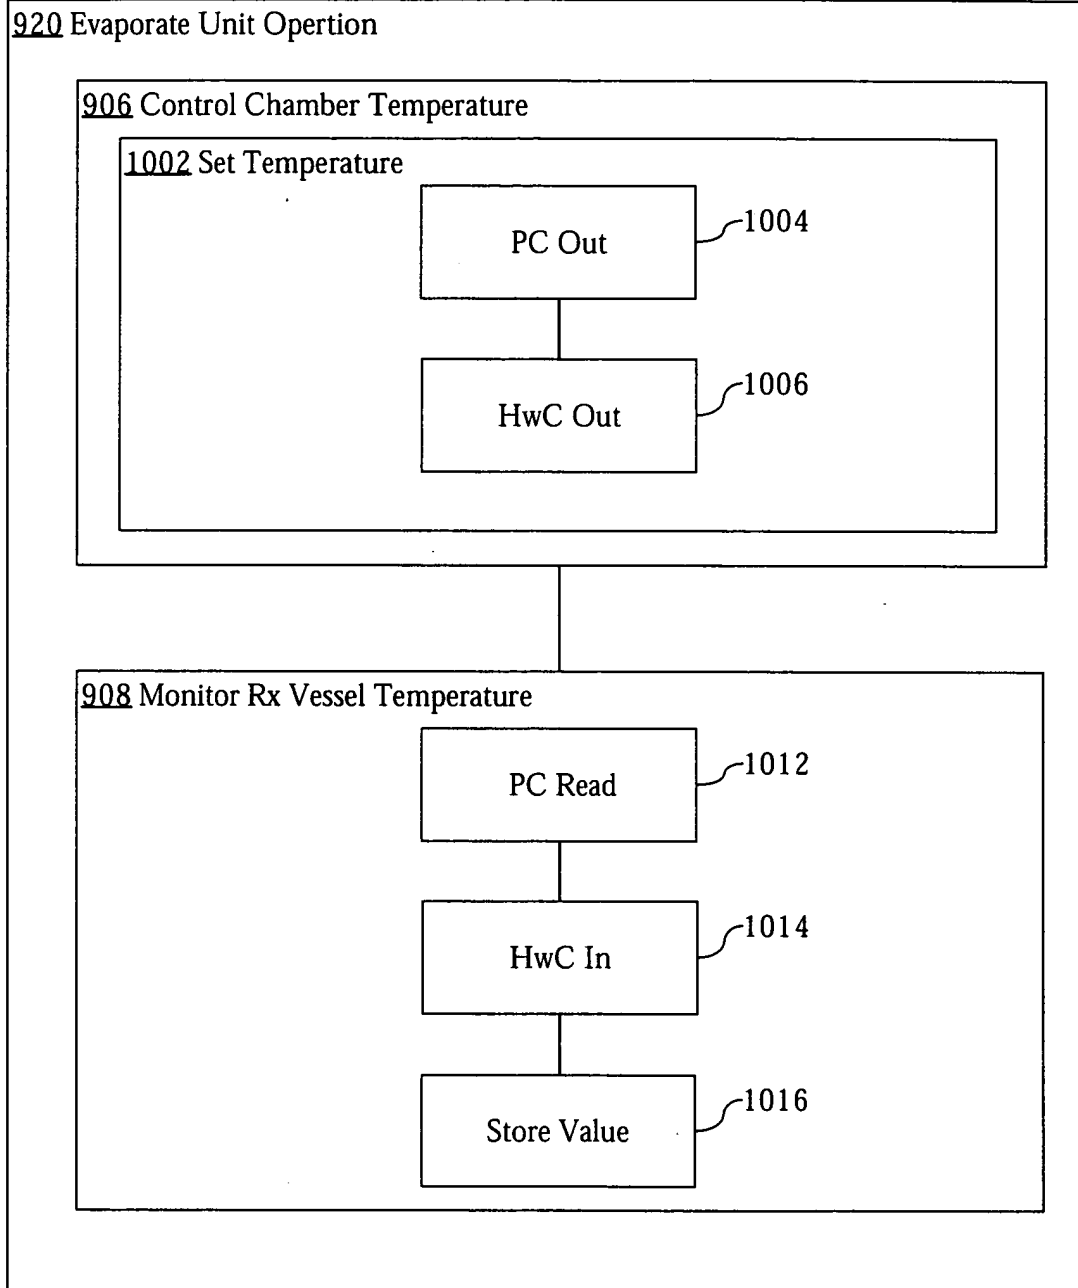 920 Evaporate Unit Opertion
906 Control Chamber Temperature
1002 Set Temperature
PC Out
1004
HwC Out
1006
908 Monitor Rx Vessel Temperature
PC Read
1012
HwC In
1014
Store Value
1016